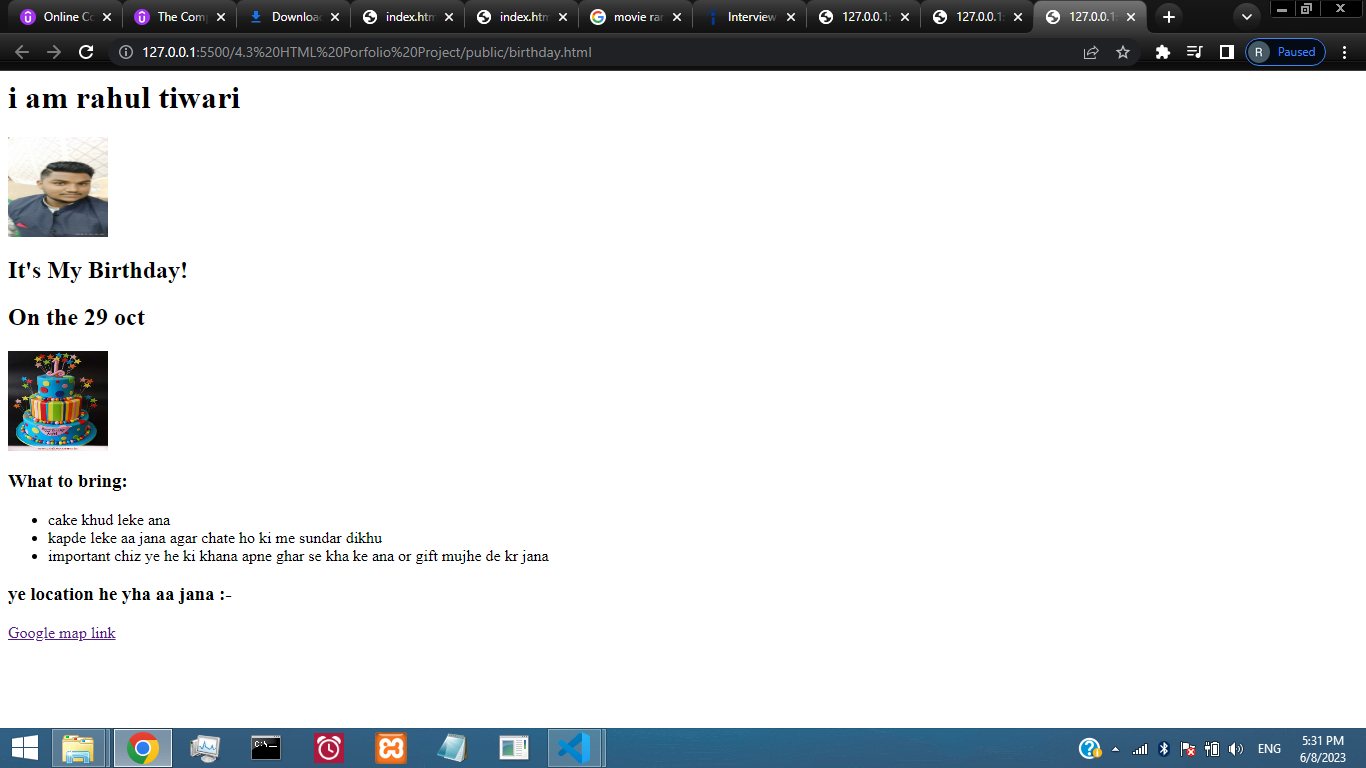 Online Co
The Comp
Downloa
index.htm
index.htm
movie ra
Interview
127.0.0.1:
127.0.0.1:
127.0.0.1:
127.0.0.1:5500/4.3%20HTML%20Porfolio%20Project/public/birthday.html
R Paused
i am rahul tiwari
It's My Birthday!
On the 29 oct
What to bring:
cake khud leke ana
kapde leke aa jana agar chate ho ki me sundar dikhu
important chiz ye he ki khana apne ghar se kha ke ana or gift mujhe de kr jana
ye location he yha aa jana :-
Google map link
ENG
5:31 PM
6/8/2023